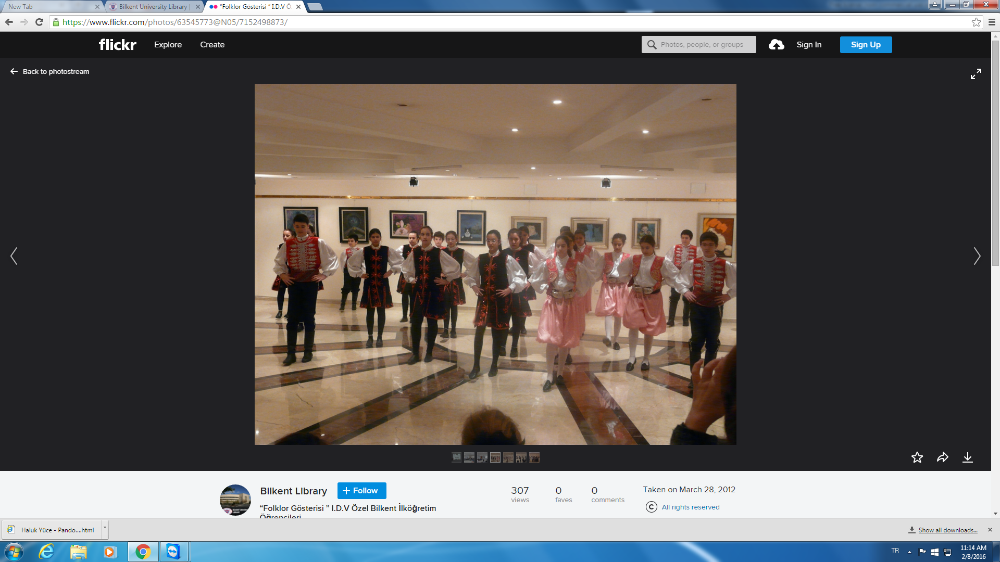 New Tab
Bilkent University Library |
“Folklor Gösterisi ” I.D.V Ö
https://www.flickr.com/photos/63545773@N05/7152498873/
flickr Explore Create Photos, people, or groups Sign In Sign Up
Back to photostream
Bilkent Library + Follow
“Folklor Gösterisi ” I.D.V Özel Bilkent İlköğretim
Öğrencileri
307 views
0 faves
0 comments
Taken on March 28, 2012
All rights reserved
Haluk Yüce - Pando....html
Show all downloads...
TR
11:14 AM
2/8/2016